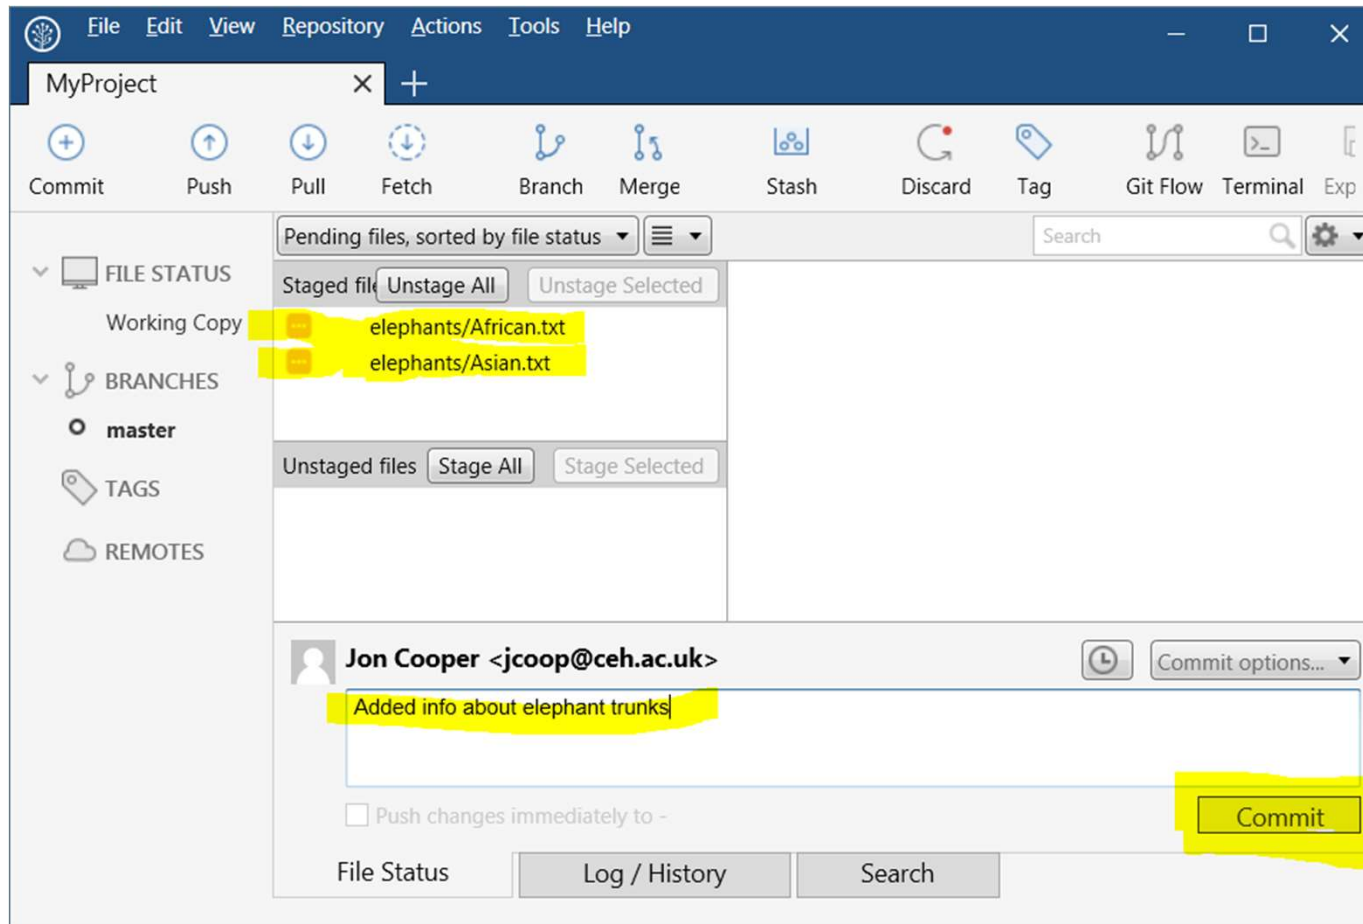 File Edit View Repository Actions Tools Help
MyProject
Commit Push Pull Fetch Branch Merge Stash Discard Tag Git Flow Terminal Exp
Pending files, sorted by file status
Search
FILE STATUS
Working Copy
BRANCHES
master
TAGS
REMOTES
Staged file Unstage All Unstage Selected
elephants/African.txt
elephants/Asian.txt
Unstaged files Stage All Stage Selected
Jon Cooper <jcoop@ceh.ac.uk>
Commit options...
Added info about elephant trunks
Push changes immediately to -
Commit
File Status Log / History Search